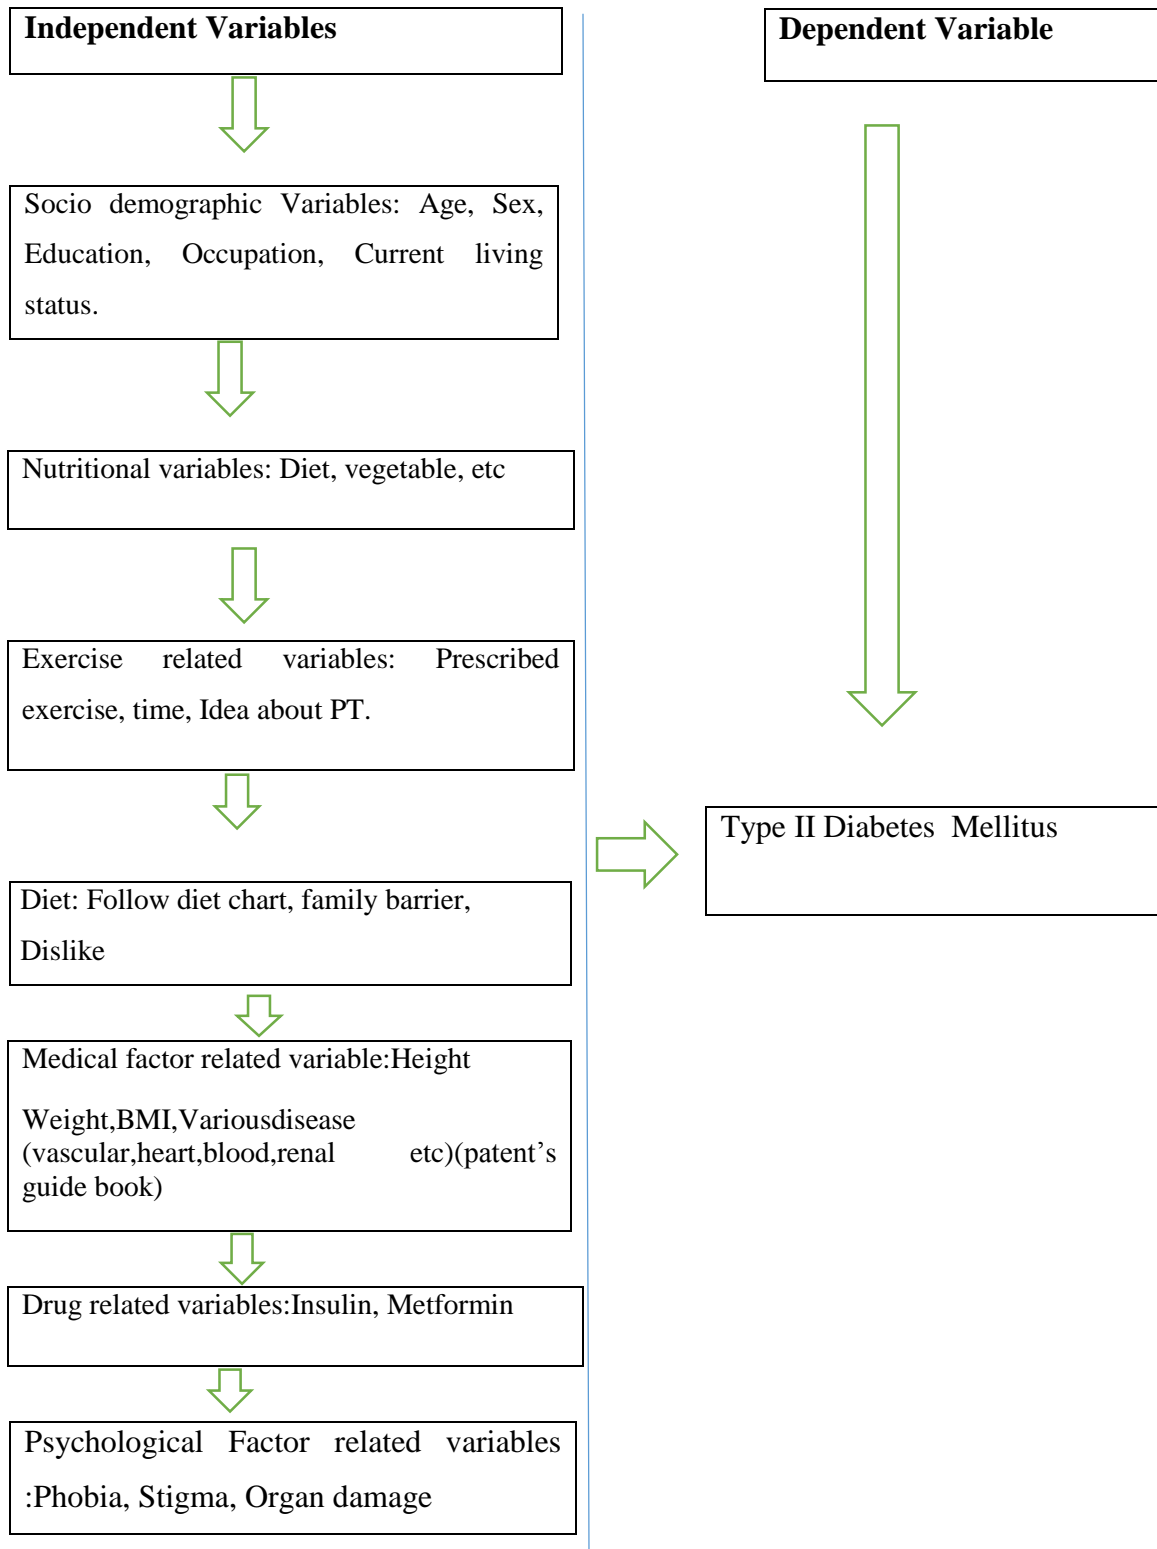 Independent Variables
Dependent Variable
Socio demographic Variables: Age, Sex,
Education, Occupation, Current living
status.
Nutritional variables: Diet, vegetable, etc
Exercise related variables: Prescribed
exercise, time, Idea about PT.
Type II Diabetes Mellitus
Diet: Follow diet chart, family barrier,
Dislike
Medical factor related variable:Height
Weight,BMI,Variousdisease
(vascular,heart,blood,renal etc)(patent’s
guide book)
Drug related variables:Insulin, Metformin
Psychological Factor related variables
:Phobia, Stigma, Organ damage